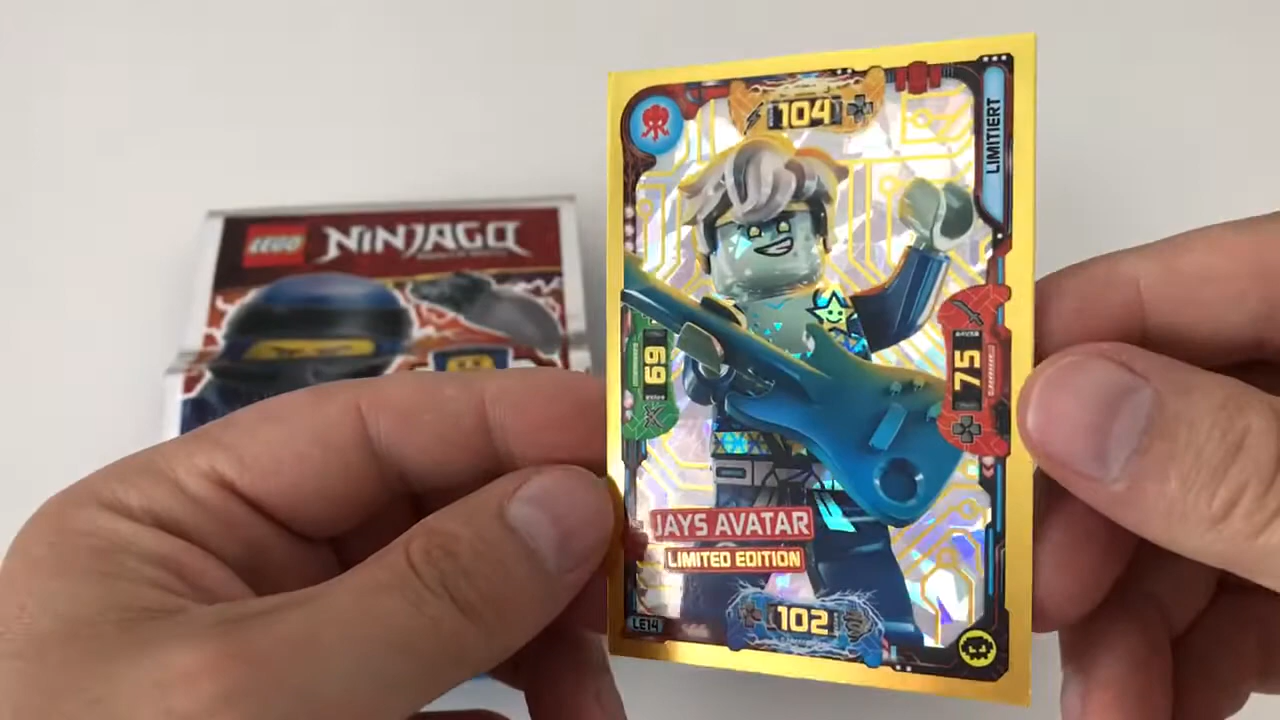 LEGO NINJAGO
104
LIMITIERT
69
75
JAYS AVATAR
LIMITED EDITION
102
LE14